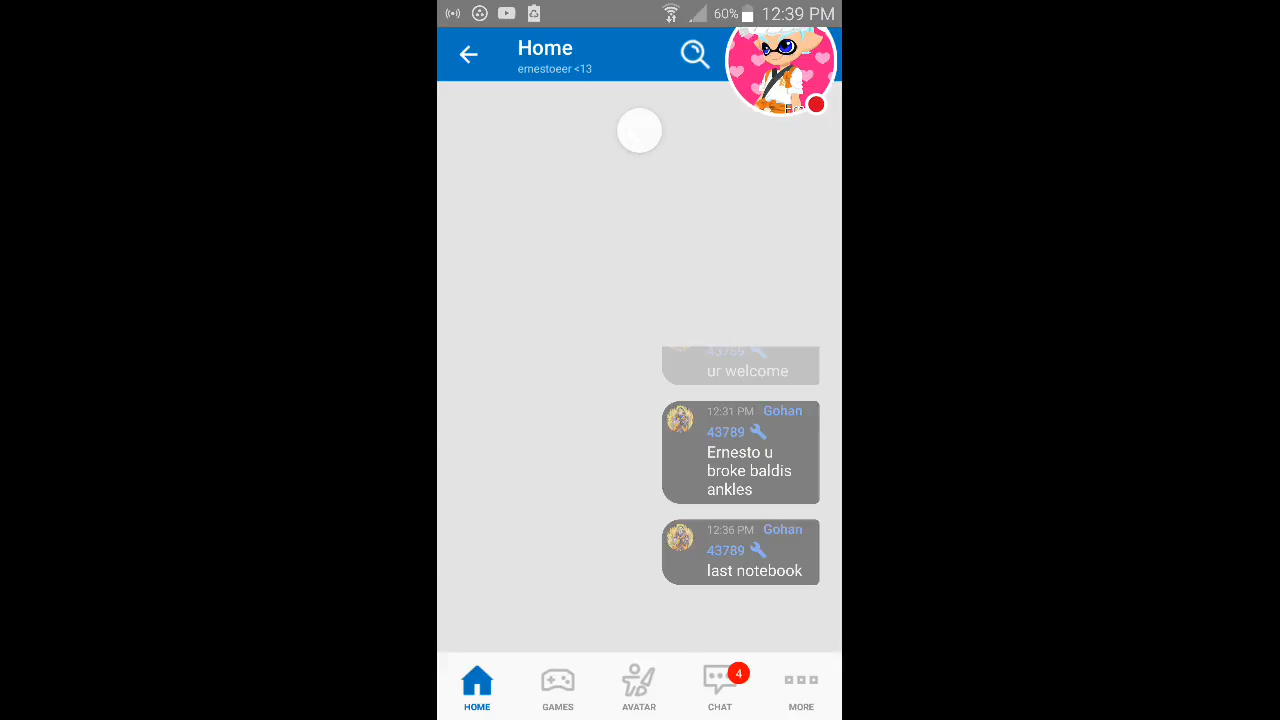 60% 12:39 PM
Home
ernestoeer <13
43789
ur welcome
12:31 PM Gohan
43789
Ernesto u
broke baldis
ankles
12:36 PM Gohan
43789
last notebook
4
HOME GAMES AVATAR CHAT MORE